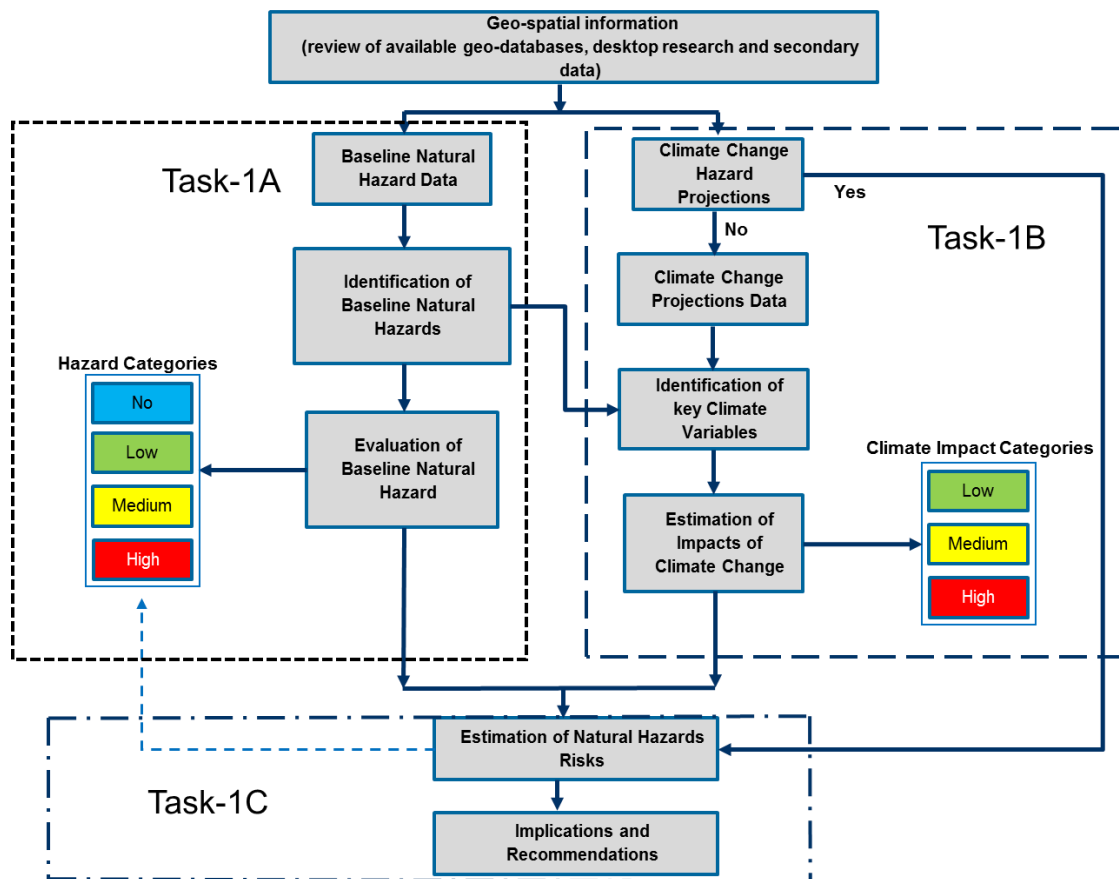 Geo-spatial information
(review of available geo-databases, desktop research and secondary
data)
Task-1A
Baseline Natural
Hazard Data
Identification of
Baseline Natural
Hazards
Evaluation of
Baseline Natural
Hazard
Hazard Categories
No
Low
Medium
High
Climate Change
Hazard
Projections
Yes
No
Task-1B
Climate Change
Projections Data
Identification of
key Climate
Variables
Estimation of
Impacts of
Climate Change
Climate Impact Categories
Low
Medium
High
Task-1C
Estimation of Natural Hazards
Risks
Implications and
Recommendations